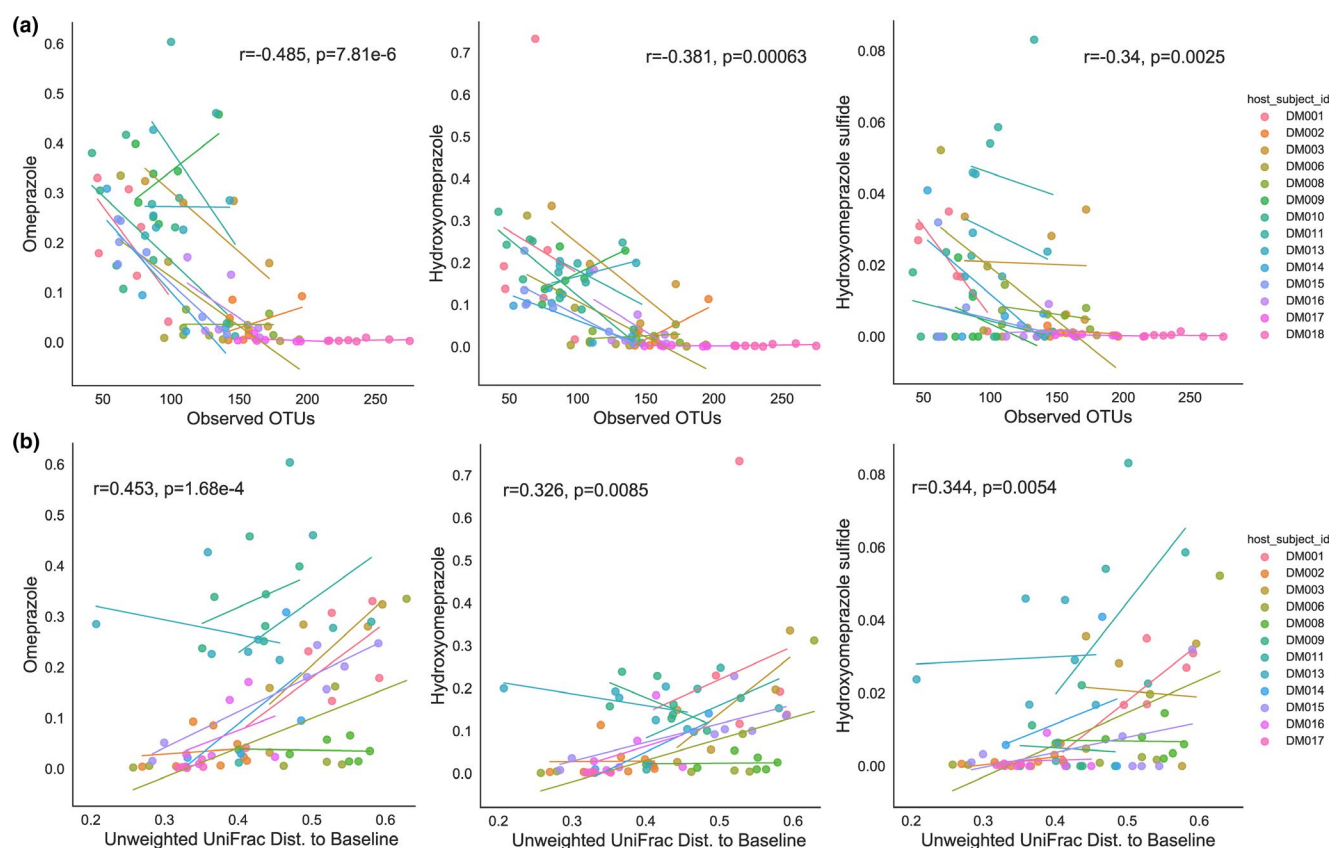 (a)
r=-0.485, p=7.81e-6
Omeprazole
0.6
0.5
0.4
0.3
0.2
0.1
0.0
50 100 150 200 250
Observed OTUs
r=-0.381, p=0.00063
Hydroxyomeprazole
0.7
0.6
0.5
0.4
0.3
0.2
0.1
0.0
50 100 150 200 250
Observed OTUs
r=-0.34, p=0.0025
Hydroxyomeprazole sulfide
0.08
0.06
0.04
0.02
0.00
50 100 150 200 250
Observed OTUs
host_subject_id
DM001
DM002
DM003
DM006
DM008
DM009
DM010
DM011
DM013
DM014
DM015
DM016
DM017
DM018
(b)
r=0.453, p=1.68e-4
Omeprazole
0.6
0.5
0.4
0.3
0.2
0.1
0.0
0.2 0.3 0.4 0.5 0.6
Unweighted UniFrac Dist. to Baseline
r=0.326, p=0.0085
Hydroxyomeprazole
0.7
0.6
0.5
0.4
0.3
0.2
0.1
0.0
0.2 0.3 0.4 0.5 0.6
Unweighted UniFrac Dist. to Baseline
r=0.344, p=0.0054
Hydroxyomeprazole sulfide
0.08
0.06
0.04
0.02
0.00
0.2 0.3 0.4 0.5 0.6
Unweighted UniFrac Dist. to Baseline
host_subject_id
DM001
DM002
DM003
DM006
DM008
DM009
DM011
DM013
DM014
DM015
DM016
DM017